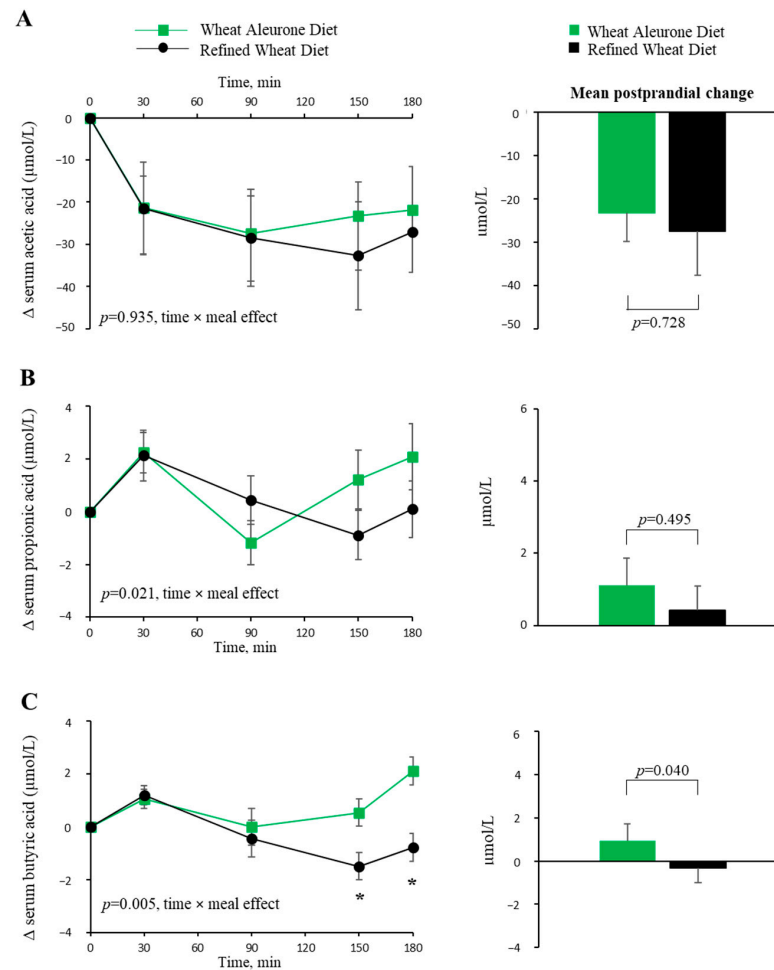 A
Wheat Aleurone Diet
Refined Wheat Diet
Time, min
0 30 60 90 120 150 180
Δ serum acetic acid (μmol/L)
0
−10
−20
−30
−40
−50
p=0.935, time × meal effect
Wheat Aleurone Diet
Refined Wheat Diet
Mean postprandial change
umol/L
0
−10
−20
−30
−40
−50
p=0.728
B
Δ serum propionic acid (μmol/L)
4
2
0
−2
−4
p=0.021, time × meal effect
0 30 60 90 120 150 180
Time, min
μmol/L
6
4
2
0
p=0.495
C
Δ serum butyric acid (μmol/L)
4
2
0
−2
−4
* *
p=0.005, time × meal effect
0 30 60 90 120 150 180
Time, min
μmol/L
6
4
2
0
−2
−4
p=0.040